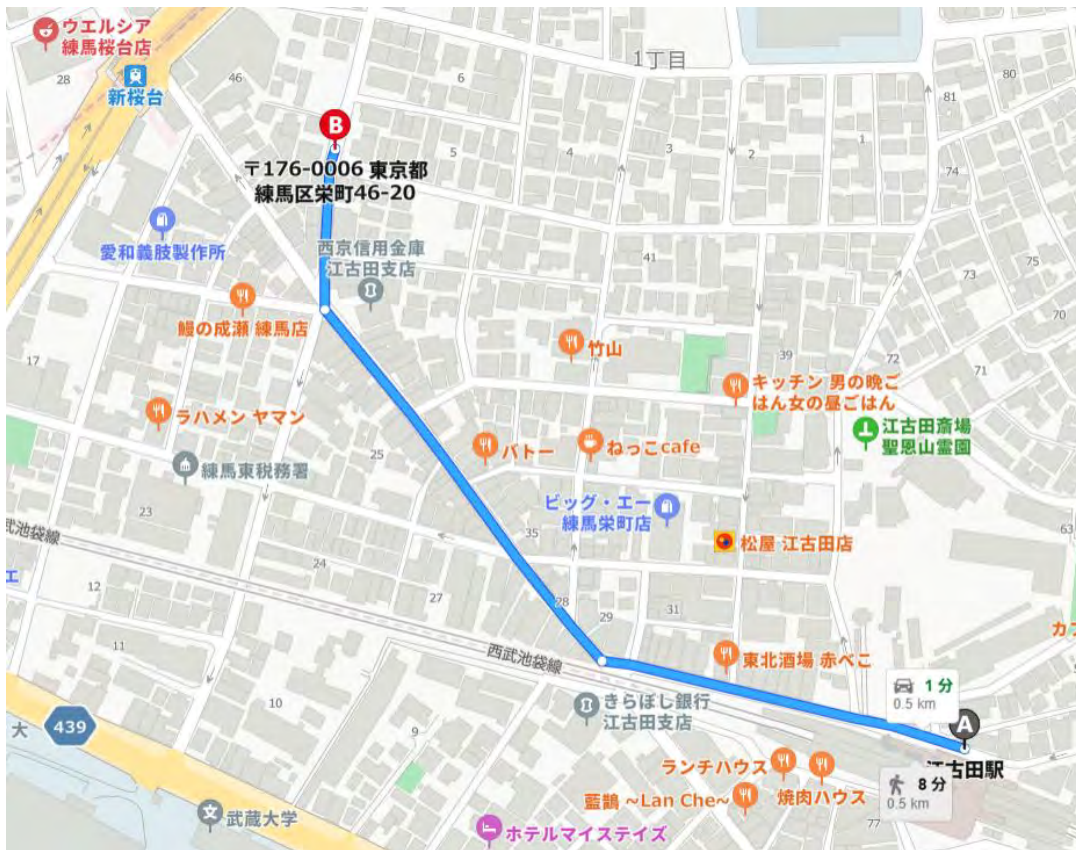 ウエルシア
練馬桜台店
28
新桜台
46
6
1丁目
80
81
B
5
4
3
2
1
74
〒176-0006 東京都
練馬区栄町46-20
愛和義肢製作所
西京信用金庫
江古田支店
41
73
75
70
鰻の成瀬 練馬店
17
竹山
39
72
71
キッチン 男の晩ご
はん女の昼ごはん
ラハメン ヤマン
江古田斎場
聖恩山霊園
25
バトー
ねっこcafe
練馬東税務署
23
ビッグ・エー
練馬栄町店
35
松屋 江古田店
63
武池袋線
エ
24
12
27
28
29
31
11
カフ
西武池袋線
東北酒場 赤べこ
1 分
0.5 km
10
きらぼし銀行
江古田支店
A
大
439
9
ランチハウス
江古田駅
焼肉ハウス
8 分
0.5 km
藍鵲 ~Lan Che~
武蔵大学
77
ホテルマイステイズ